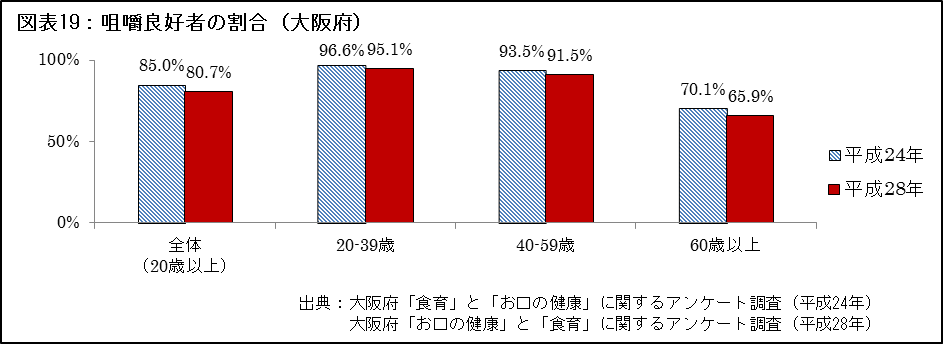 図表19：咀嚼良好者の割合（大阪府）
100%
50%
0%
85.0%
80.7%
96.6%
95.1%
93.5%
91.5%
70.1%
65.9%
平成24年
平成28年
全体
（20歳以上）
20-39歳
40-59歳
60歳以上
出典：大阪府「食育」と「お口の健康」に関するアンケート調査（平成24年）
大阪府「お口の健康」と「食育」に関するアンケート調査（平成28年）